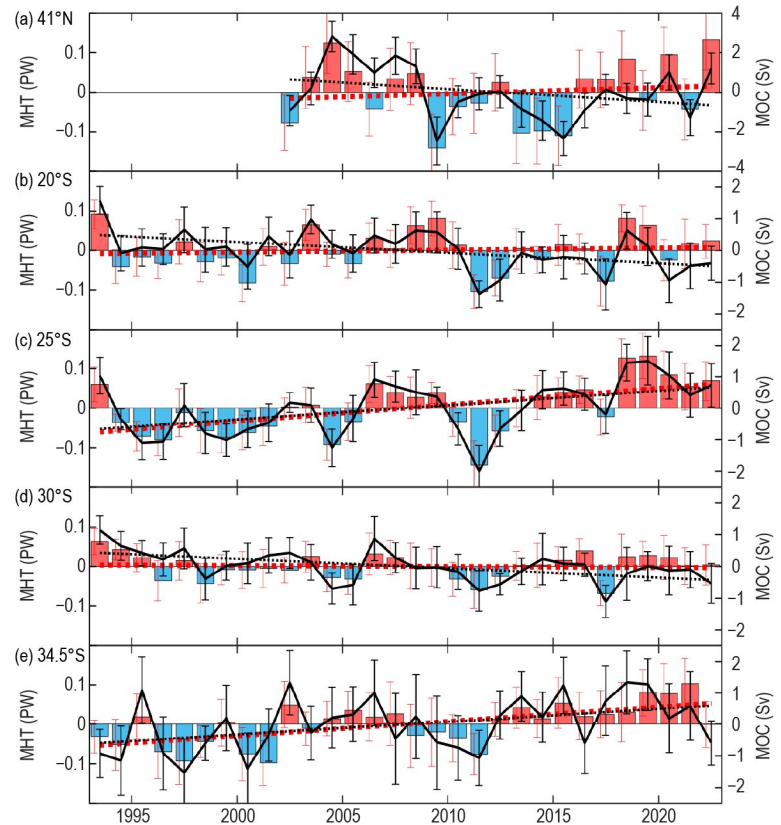 (a) 41°N
MHT (PW)
0.1
0
−0.1
MOC (Sv)
4
2
0
−2
−4
(b) 20°S
MHT (PW)
0.1
0
−0.1
MOC (Sv)
2
1
0
−1
−2
(c) 25°S
MHT (PW)
0.1
0
−0.1
MOC (Sv)
2
1
0
−1
−2
(d) 30°S
MHT (PW)
0.1
0
−0.1
MOC (Sv)
2
1
0
−1
−2
(e) 34.5°S
MHT (PW)
0.1
0
−0.1
MOC (Sv)
2
1
0
−1
−2
1995 2000 2005 2010 2015 2020